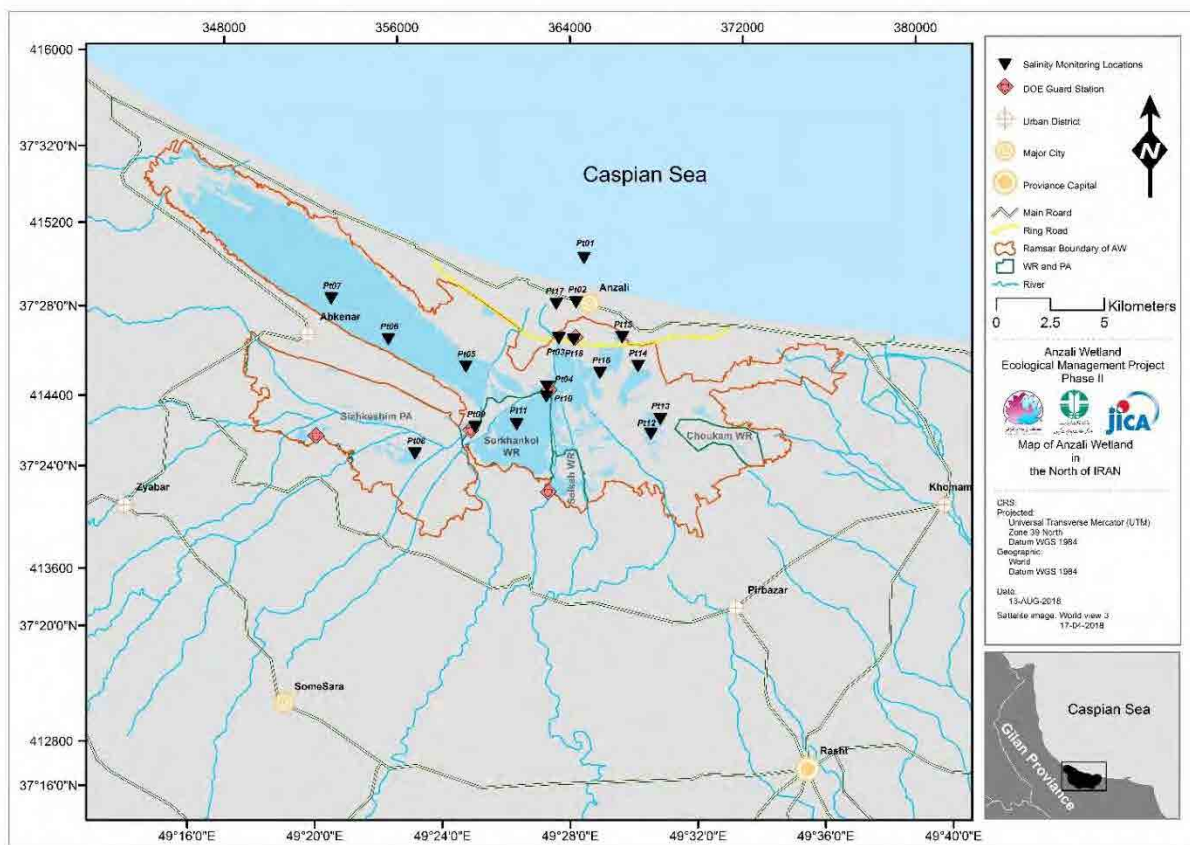 348000 356000 364000 372000 380000
416000
415200
414400
413600
412800
37°32'0"N
37°28'0"N
37°24'0"N
37°20'0"N
37°16'0"N
49°16'0"E 49°20'0"E 49°24'0"E 49°28'0"E 49°32'0"E 49°36'0"E 49°40'0"E
Caspian Sea
Pt01
Pt07
Pt17
Pt02
Anzali
Abkenar
Pt06
Pt03
Pt18
Pt15
Pt05
Pt16
Pt14
Pt04
Pt10
Sizhkeshim PA
Pt09
Pt11
Pt13
Pt12
Surkhankol
WR
Choukam WR
Pt08
Selkah WR
Zyabar
Khomam
Pirbazar
SomeSara
Rasht
Salinity Monitoring Locations
DOE Guard Station
Urban District
Major City
Proviance Capital
Main Roard
Ring Road
Ramsar Boundary of AW
WR and PA
River
N
Kilometers
0 2.5 5
Anzali Wetland
Ecological Management Project
Phase II
JICA
Map of Anzali Wetland
in
the North of IRAN
CRS:
Projected:
Universal Transverse Mercator (UTM)
Zone 39 North
Datum WGS 1984
Geographic:
World
Datum WGS 1984
Date:
13-AUG-2018
Sattelite image: World view 3
17-04-2018
Caspian Sea
Gilan Proviance